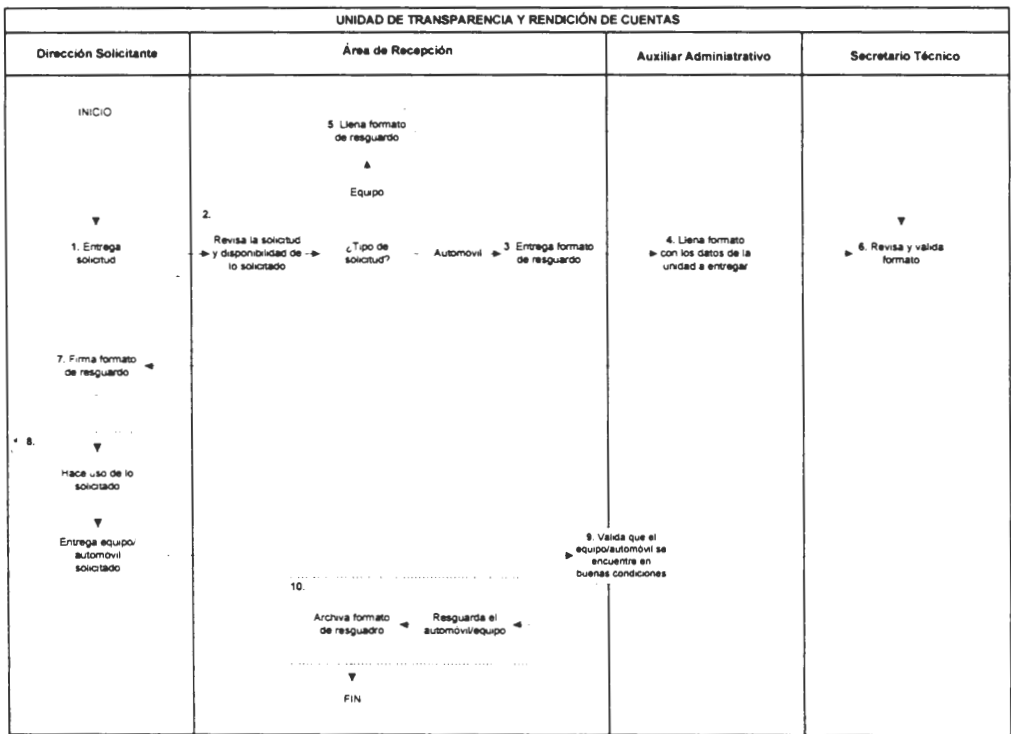 UNIDAD DE TRANSPARENCIA Y RENDICIÓN DE CUENTAS
Dirección Solicitante
Área de Recepción
Auxiliar Administrativo
Secretario Técnico
INICIO
5 Llena formato
de resguardo
Equipo
1. Entrega
solicitud
2.
Revisa la solicitud
y disponibilidad de
lo solicitado
¿Tipo de
solicitud?
Automovil
3 Entrega formato
de resguardo
4. Llena formato
con los datos de la
unidad a entregar
6. Revisa y valida
formato
7. Firma formato
de resguardo
8.
Hace uso de lo
solicitado
Entrega equipo/
automovil
solicitado
9. Valida que el
equipo/automóvil se
encuentre en
buenas condiciones
10.
Archiva formato
de resguadro
Resguarda el
automóvil/equipo
FIN